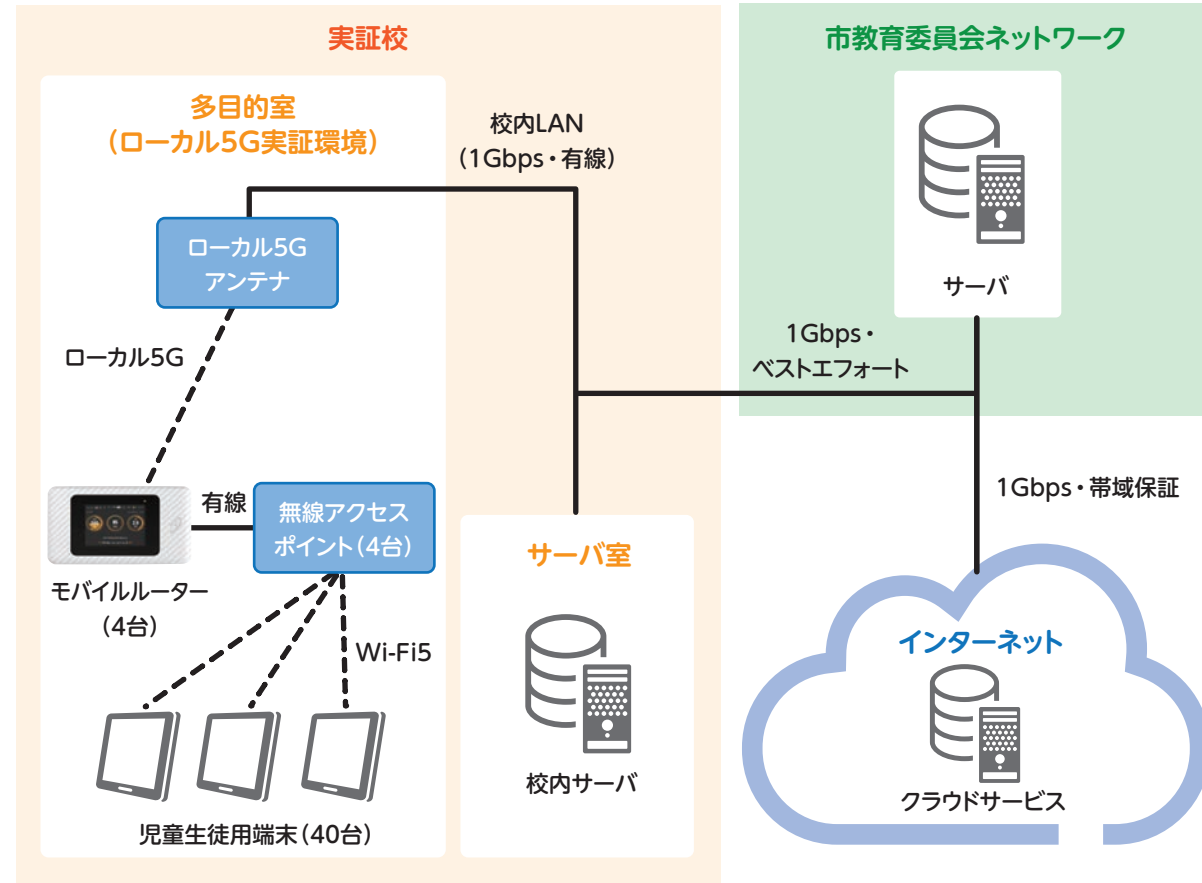 実証校
市教育委員会ネットワーク
多目的室
(ローカル5G実証環境)
校内LAN
(1Gbps・有線)
サーバ
ローカル5G
アンテナ
ローカル5G
1Gbps・
ベストエフォート
有線
無線アクセス
ポイント(4台)
モバイルルーター
(4台)
Wi-Fi5
児童生徒用端末(40台)
サーバ室
校内サーバ
1Gbps・帯域保証
インターネット
クラウドサービス